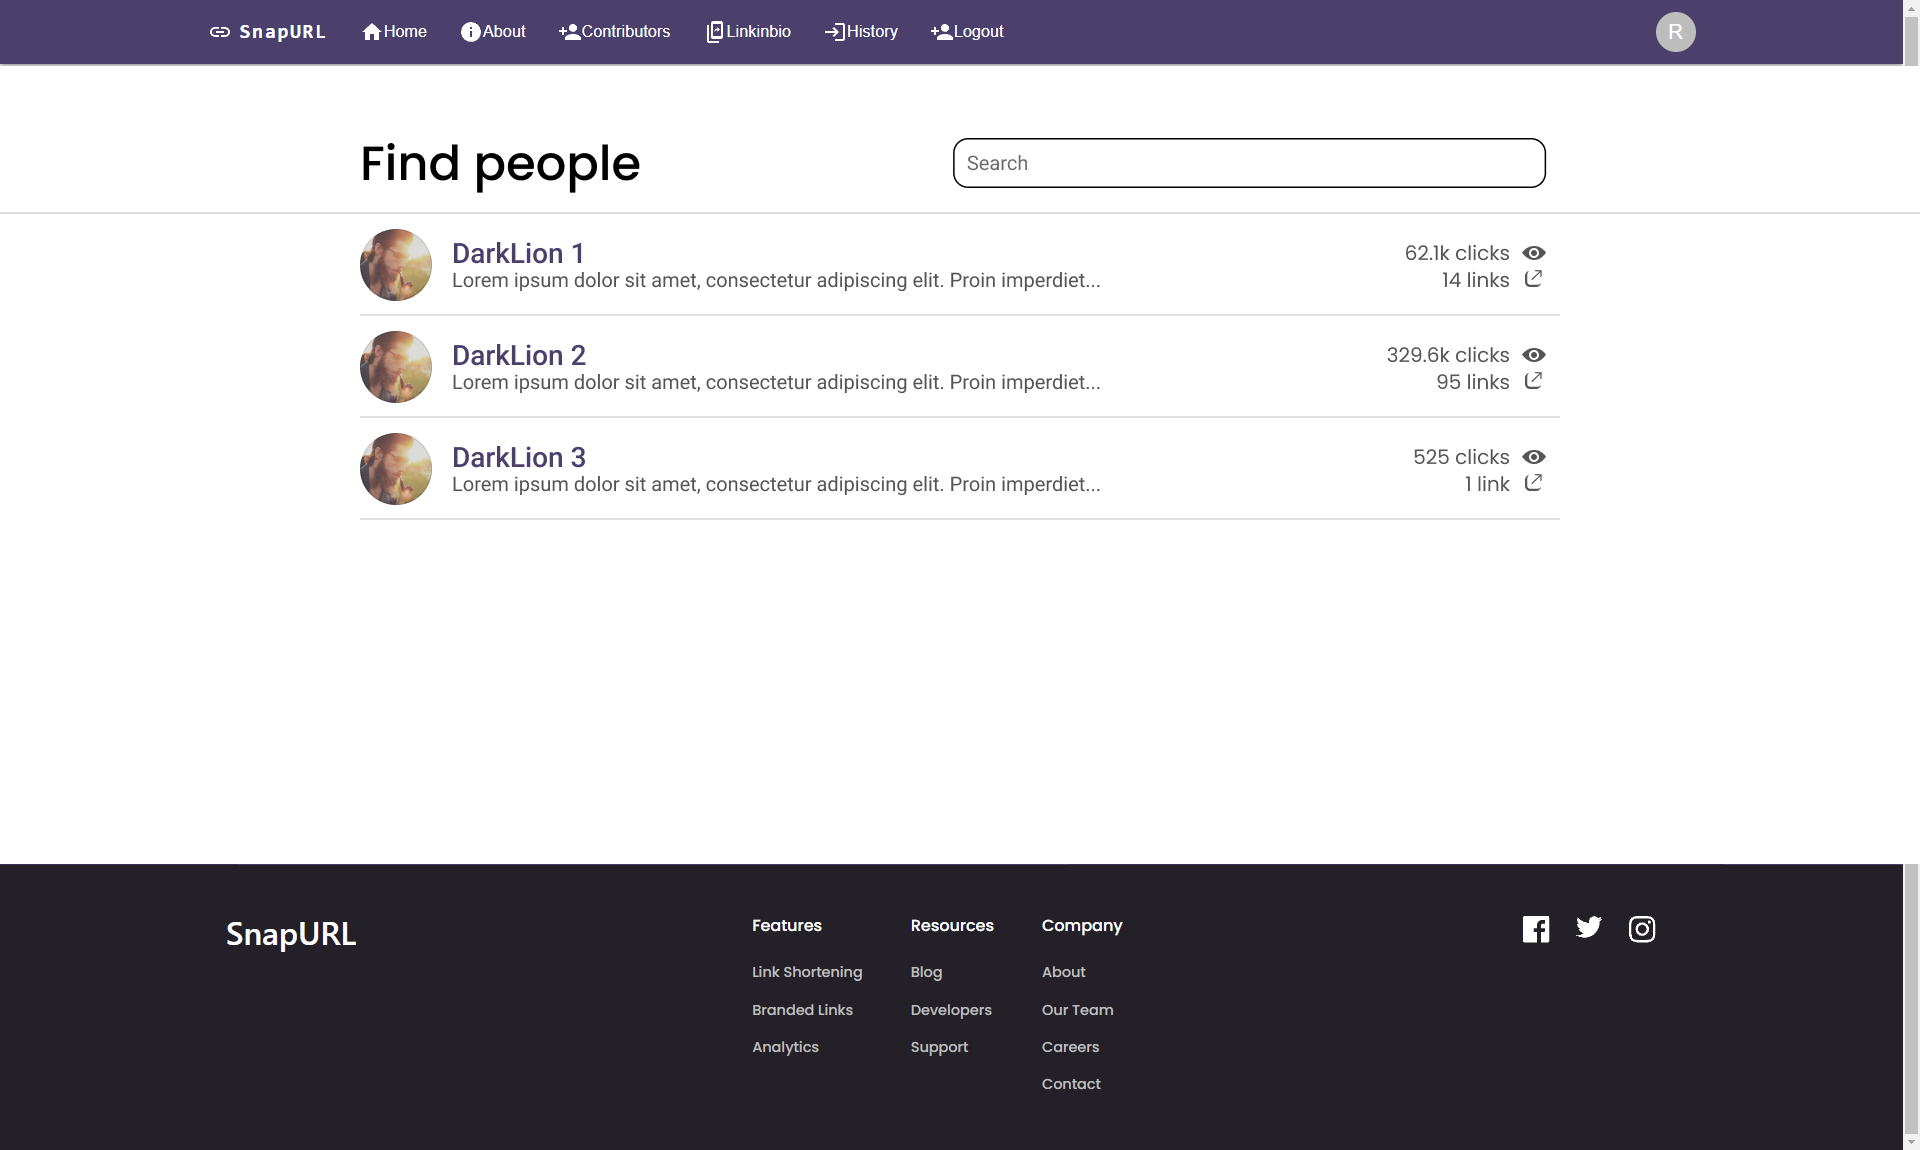 SnapURL Home About Contributors Linkinbio History Logout R
Find people Search
DarkLion 1 62.1k clicks
Lorem ipsum dolor sit amet, consectetur adipiscing elit. Proin imperdiet... 14 links
DarkLion 2 329.6k clicks
Lorem ipsum dolor sit amet, consectetur adipiscing elit. Proin imperdiet... 95 links
DarkLion 3 525 clicks
Lorem ipsum dolor sit amet, consectetur adipiscing elit. Proin imperdiet... 1 link
SnapURL Features Resources Company
Link Shortening Blog About
Branded Links Developers Our Team
Analytics Support Careers
Contact